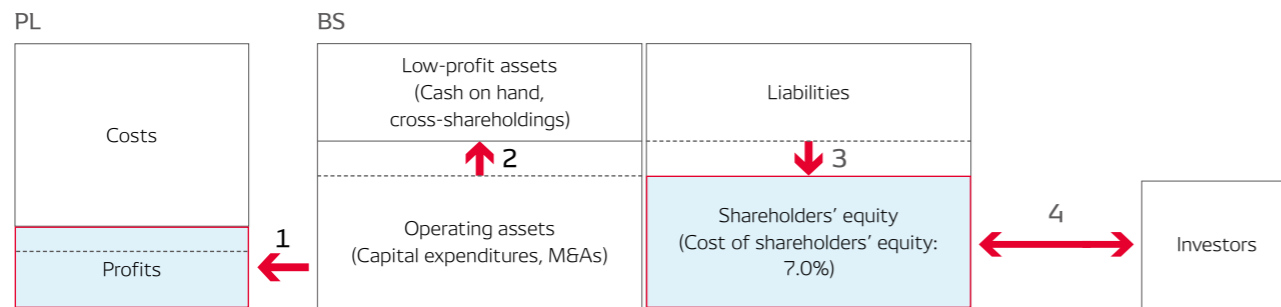 PL
BS
Costs
Profits
1
Low-profit assets
(Cash on hand,
cross-shareholdings)
2
Operating assets
(Capital expenditures, M&As)
Liabilities
3
Shareholders’ equity
(Cost of shareholders’ equity:
7.0%)
4
Investors